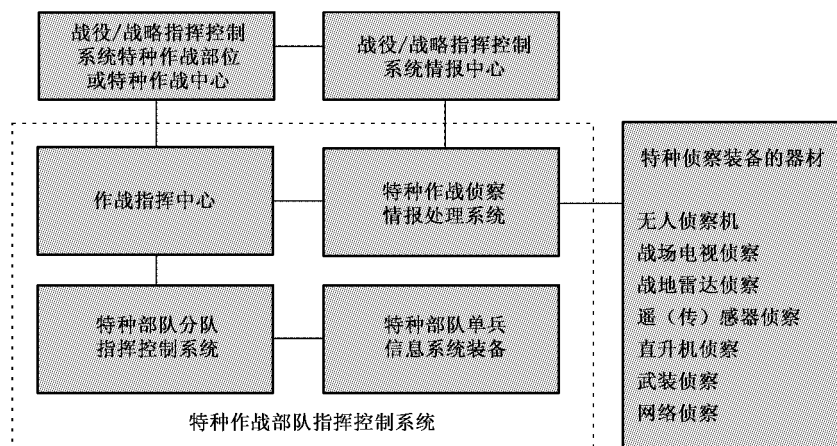 战役/战略指挥控制
系统特种作战部位
或特种作战中心
战役/战略指挥控制
系统情报中心
作战指挥中心
特种作战侦察
情报处理系统
特种侦察装备的器材
无人侦察机
战场电视侦察
战地雷达侦察
遥（传）感器侦察
直升机侦察
武装侦察
网络侦察
特种部队分队
指挥控制系统
特种部队单兵
信息系统装备
特种作战部队指挥控制系统